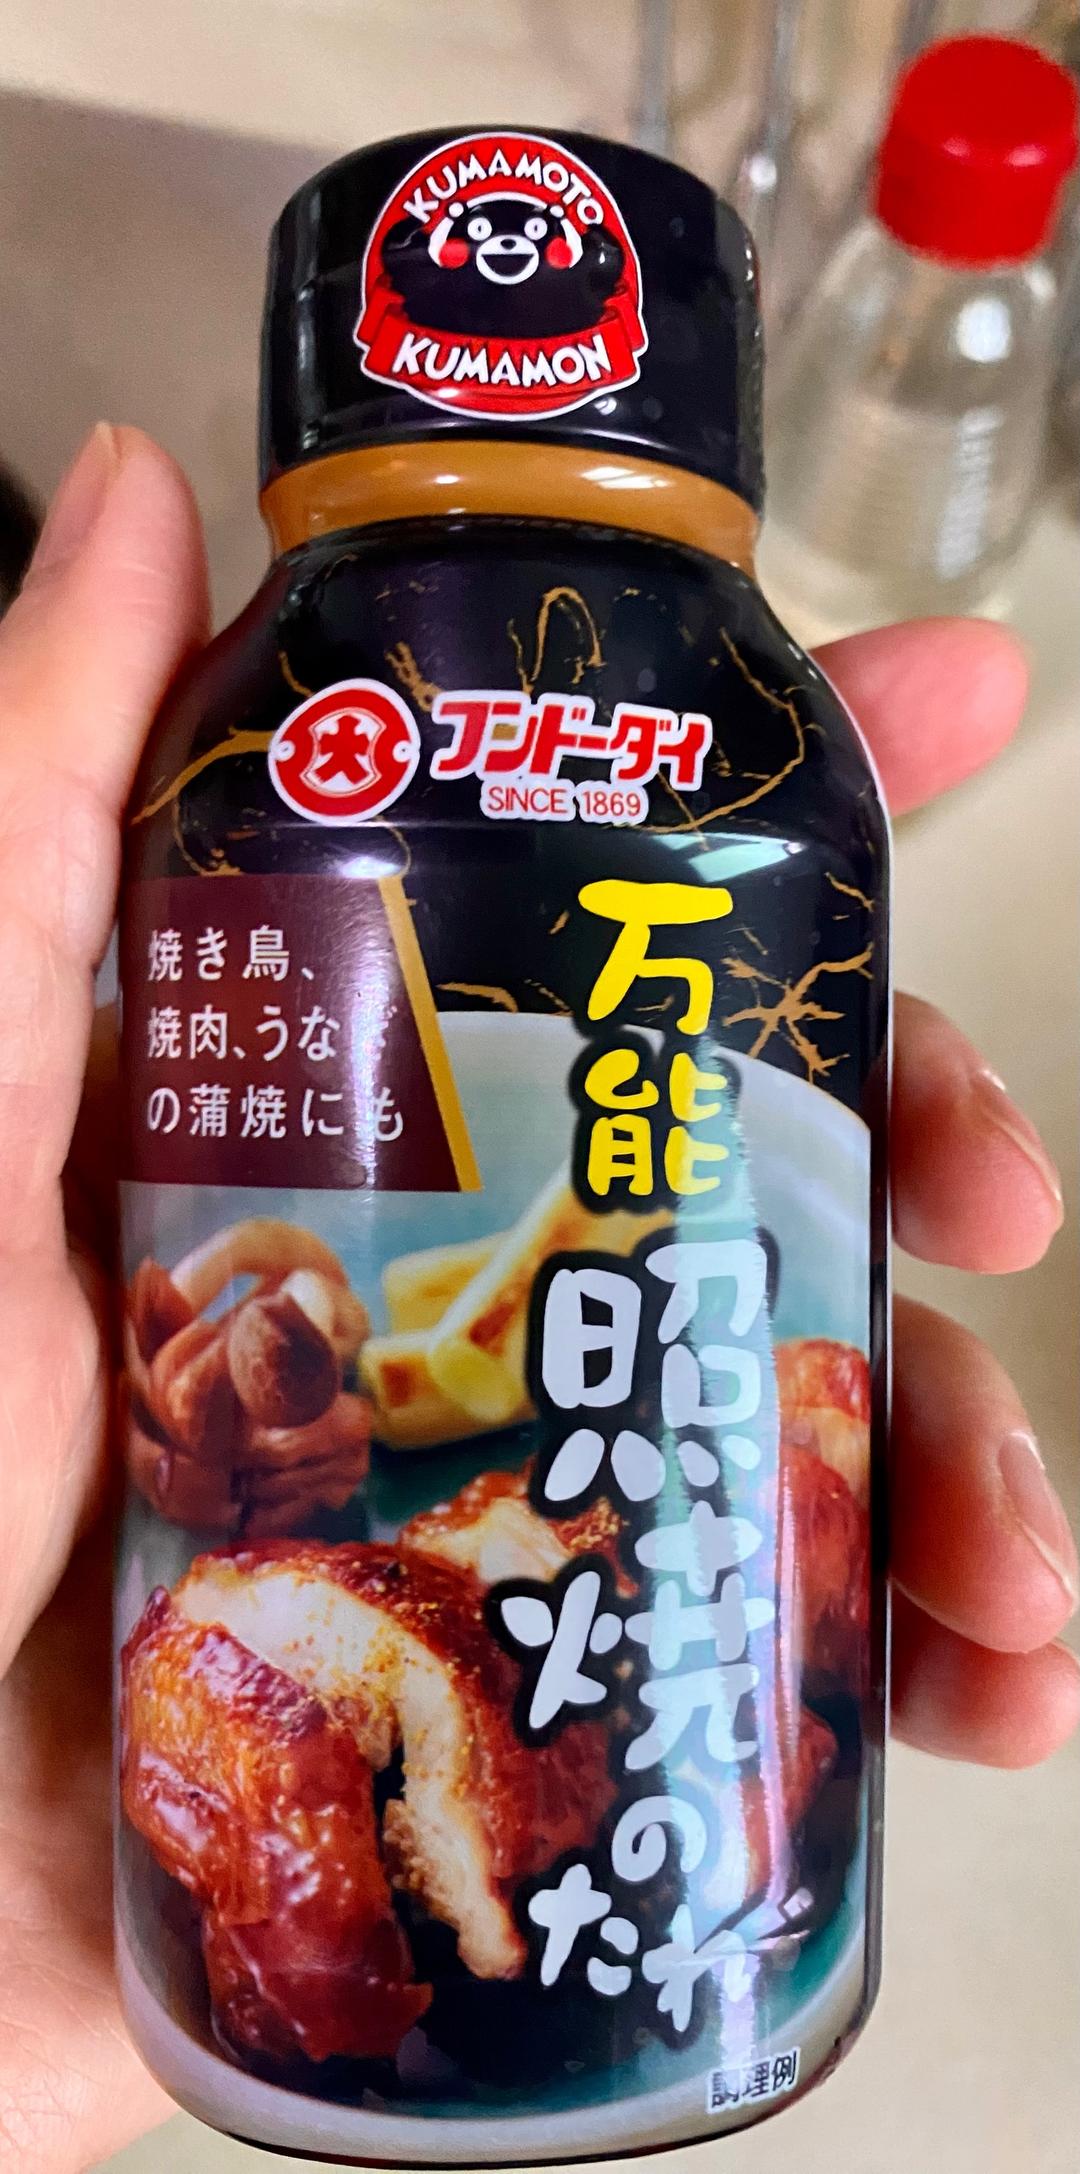 KUMAMOTO
KUMAMON
大
フンドーダイ
SINCE 1869
万能
照焼の
たれ
焼き鳥、
焼肉、うなぎ
の蒲焼にも
調理例